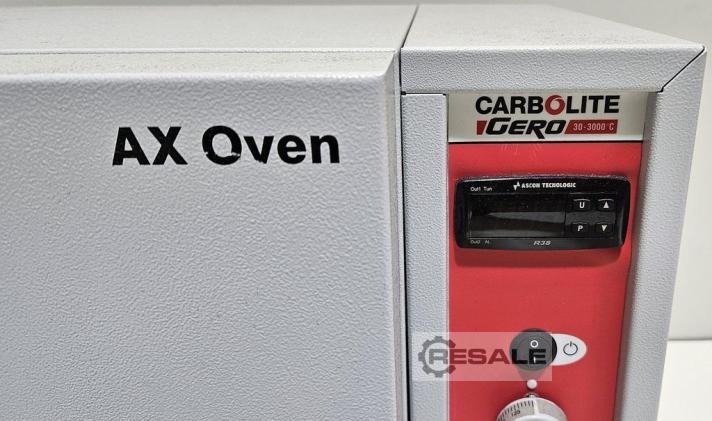 AX Oven
CARBOLITE
GERO 30-3000°C
Out1 Tun
ASCON TECNOLOGIC
U
P
Out2 AL
R38
RESALE